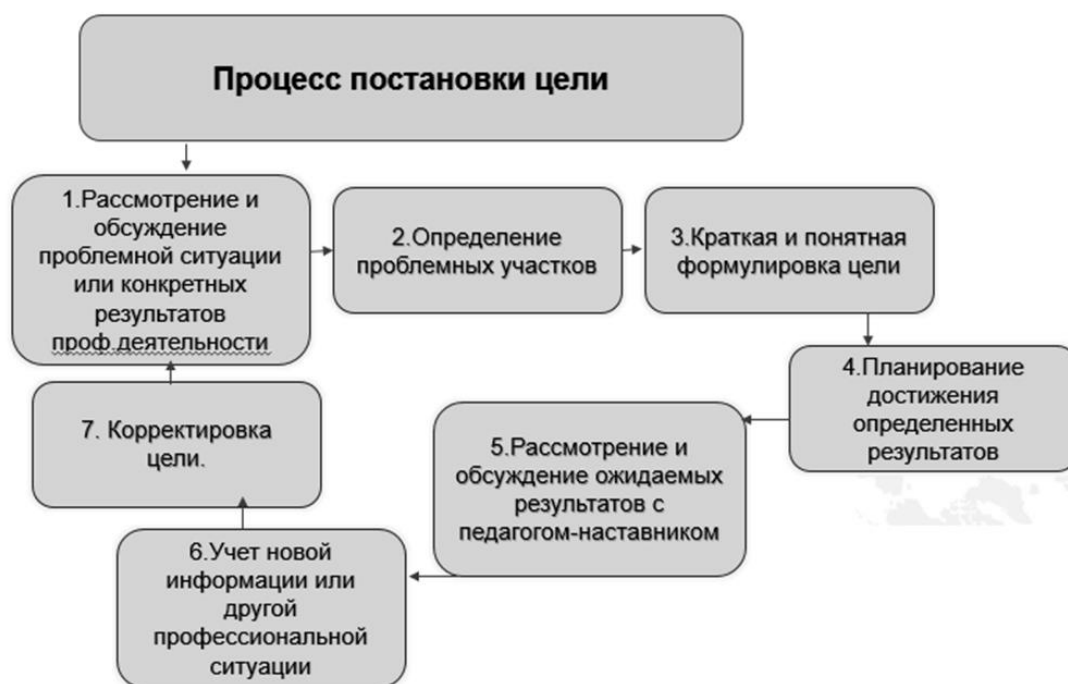 Процесс постановки цели
1.Рассмотрение и
обсуждение
проблемной ситуации
или конкретных
результатов
проф.деятельности
2.Определение
проблемных участков
3.Краткая и понятная
формулировка цели
4.Планирование
достижения
определенных
результатов
5.Рассмотрение и
обсуждение ожидаемых
результатов с
педагогом-наставником
6.Учет новой
информации или
другой
профессиональной
ситуации
7. Корректировка
цели.